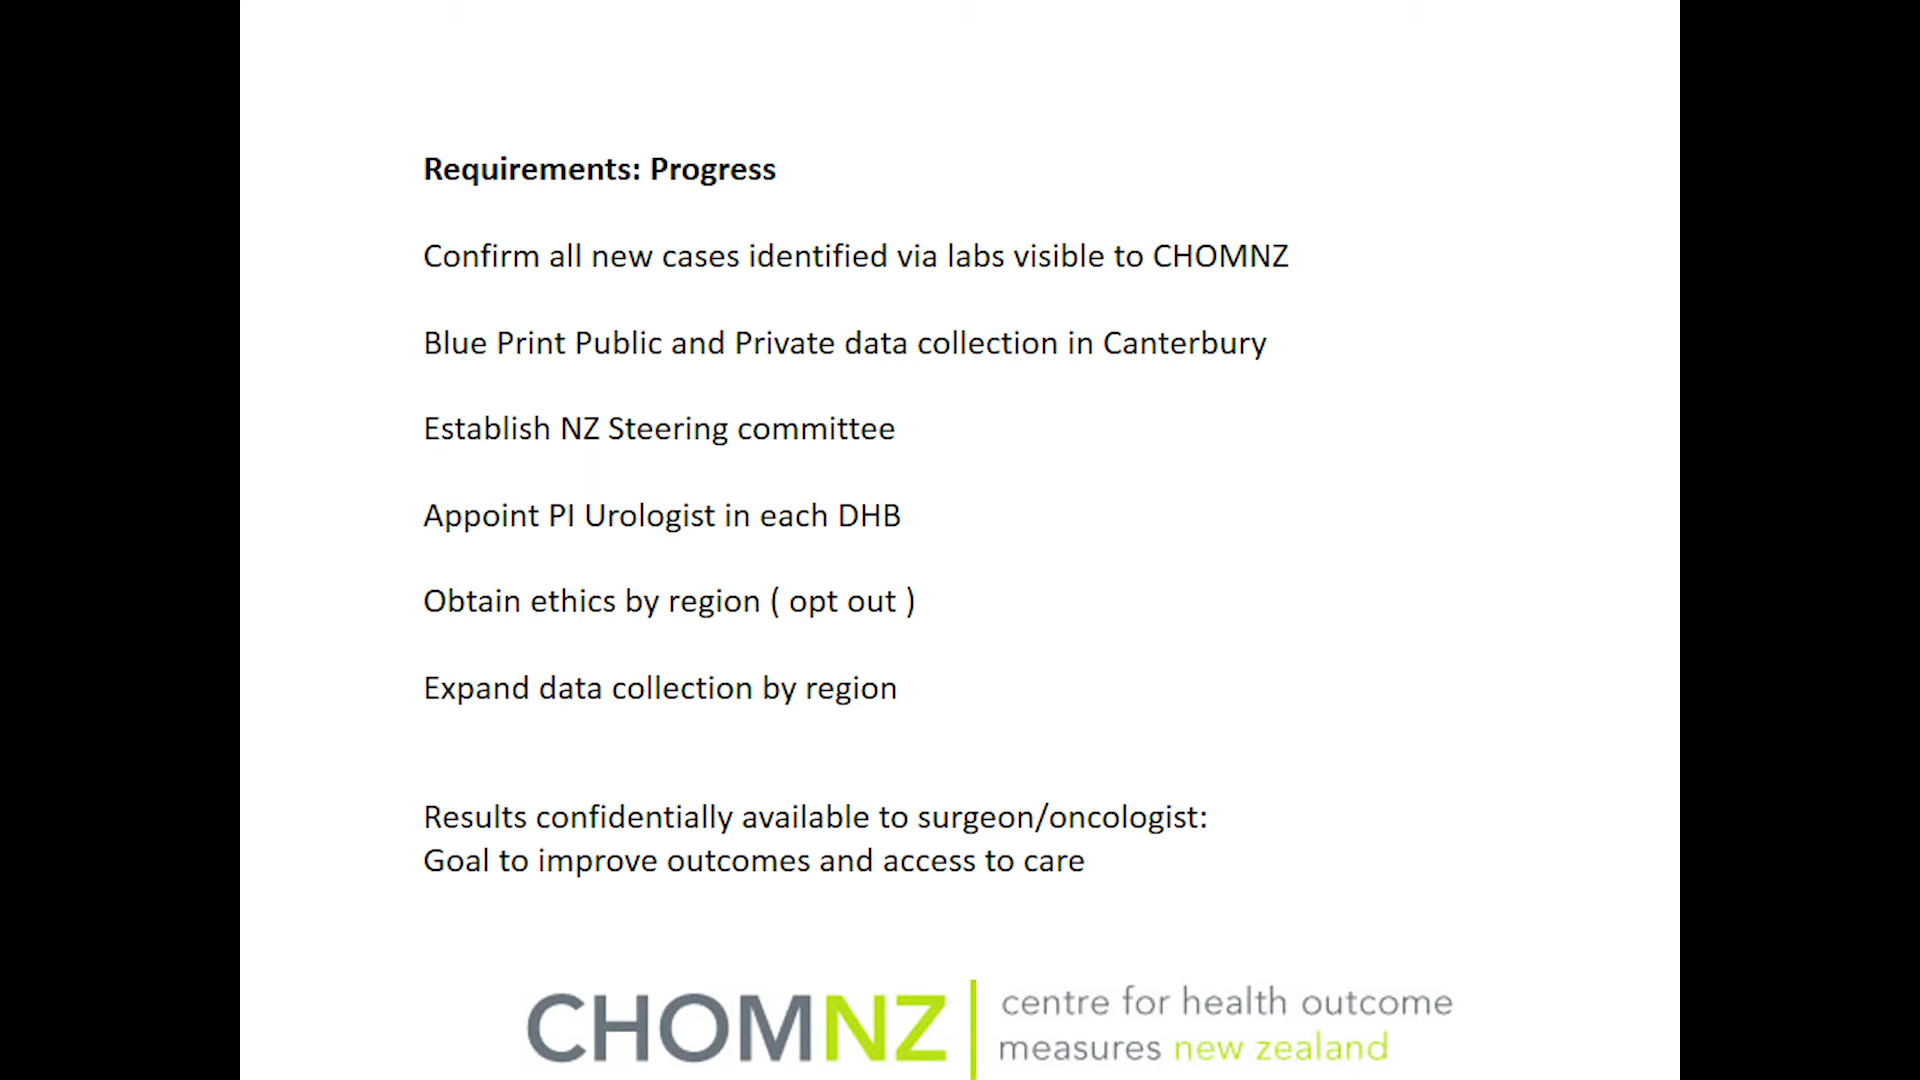 Requirements: Progress
Confirm all new cases identified via labs visible to CHOMNZ
Blue Print Public and Private data collection in Canterbury
Establish NZ Steering committee
Appoint PI Urologist in each DHB
Obtain ethics by region ( opt out )
Expand data collection by region
Results confidentially available to surgeon/oncologist:
Goal to improve outcomes and access to care
CHOMNZ
centre for health outcome
measures new zealand